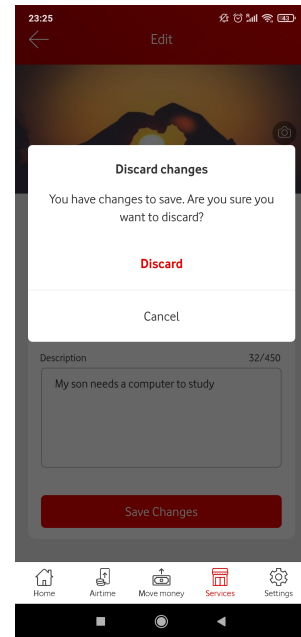 23:25
43
Edit
Discard changes
You have changes to save. Are you sure you
want to discard?
Discard
Cancel
Description 32/450
My son needs a computer to study
Save Changes
Home Airtime Move money Services Settings